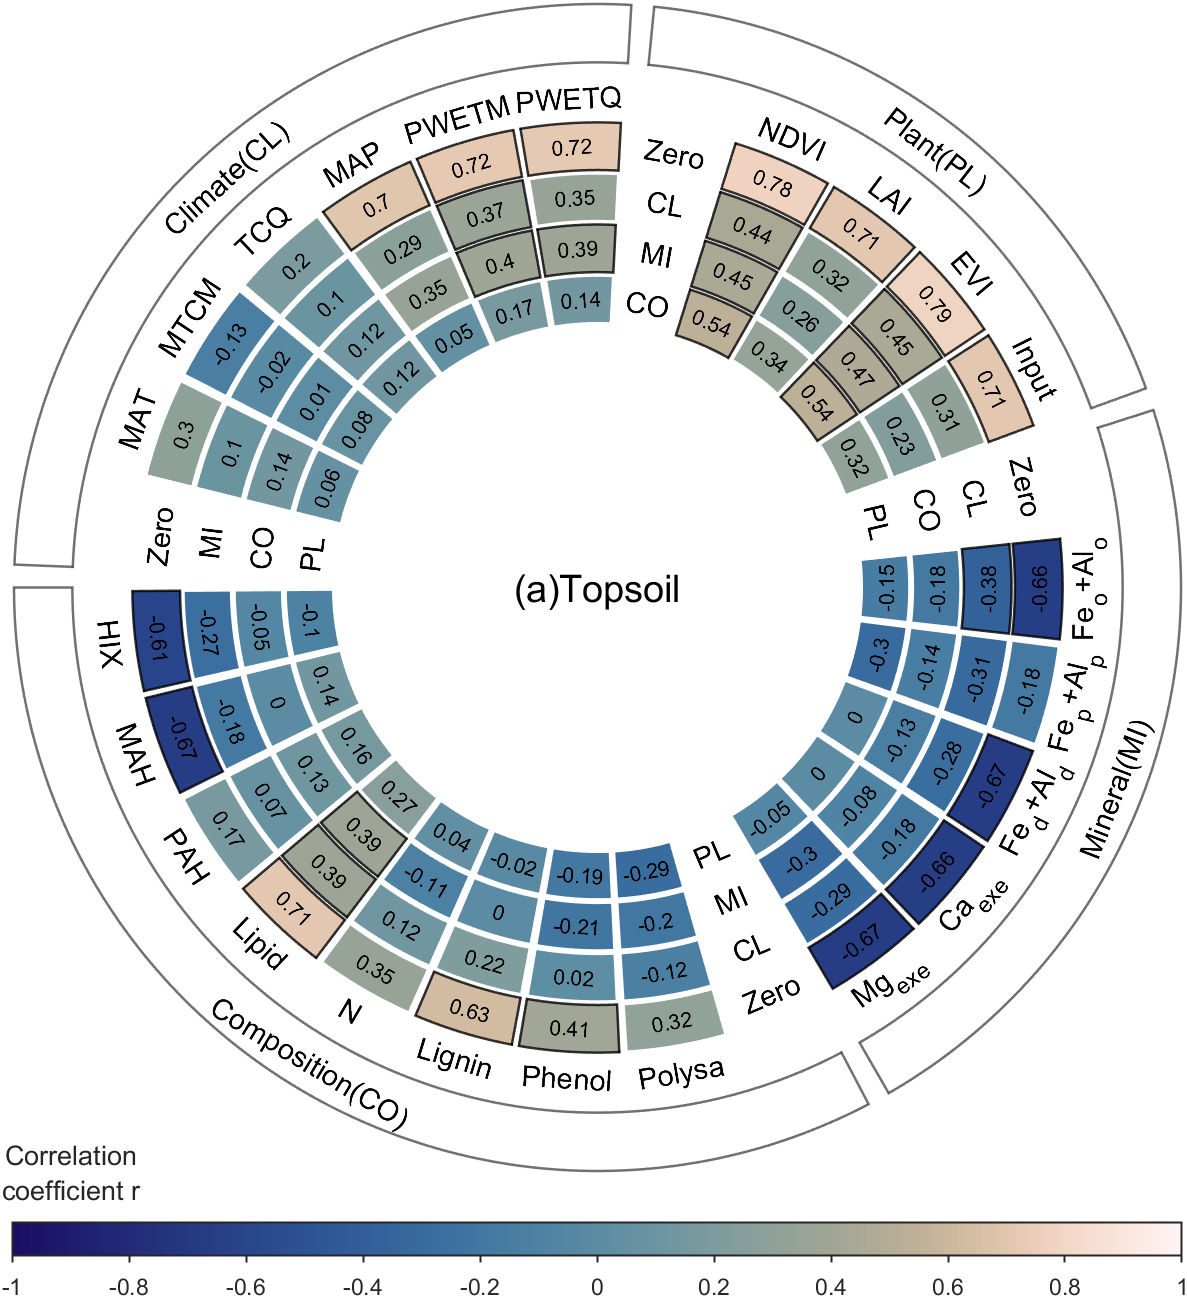 Climate(CL)
MAT
MTCM
TCQ
MAP
PWETM
PWETQ
Zero
0.3
-0.13
0.2
0.7
0.72
0.72
MI
0.1
-0.02
0.1
0.29
0.37
0.35
CO
0.14
0.01
0.12
0.35
0.4
0.39
PL
0.06
0.08
0.12
0.05
0.17
0.14
Plant(PL)
NDVI
LAI
EVI
Input
Zero
0.78
0.71
0.79
0.71
Zero
CL
0.44
0.32
0.45
0.31
CL
MI
0.45
0.26
0.47
0.23
CO
CO
0.54
0.34
0.54
0.32
PL
Mineral(MI)
Feo+Alo
Fep+Alp
Fed+Ald
Caexe
Mgexe
-0.66
-0.18
-0.67
-0.66
-0.67
Zero
-0.38
-0.31
-0.28
-0.18
-0.29
CL
-0.18
-0.14
-0.13
-0.08
-0.3
MI
-0.15
-0.3
0
0
-0.05
PL
Composition(CO)
HIX
MAH
PAH
Lipid
N
Lignin
Phenol
Polysa
-0.61
-0.67
0.17
0.71
0.35
0.63
0.41
0.32
-0.27
-0.18
0.07
0.39
0.12
0.22
0.02
-0.12
-0.05
0
0.13
0.39
-0.11
0
-0.21
-0.2
-0.1
0.14
0.16
0.27
0.04
-0.02
-0.19
-0.29
(a)Topsoil
Correlation
coefficient r
-1 -0.8 -0.6 -0.4 -0.2 0 0.2 0.4 0.6 0.8 1